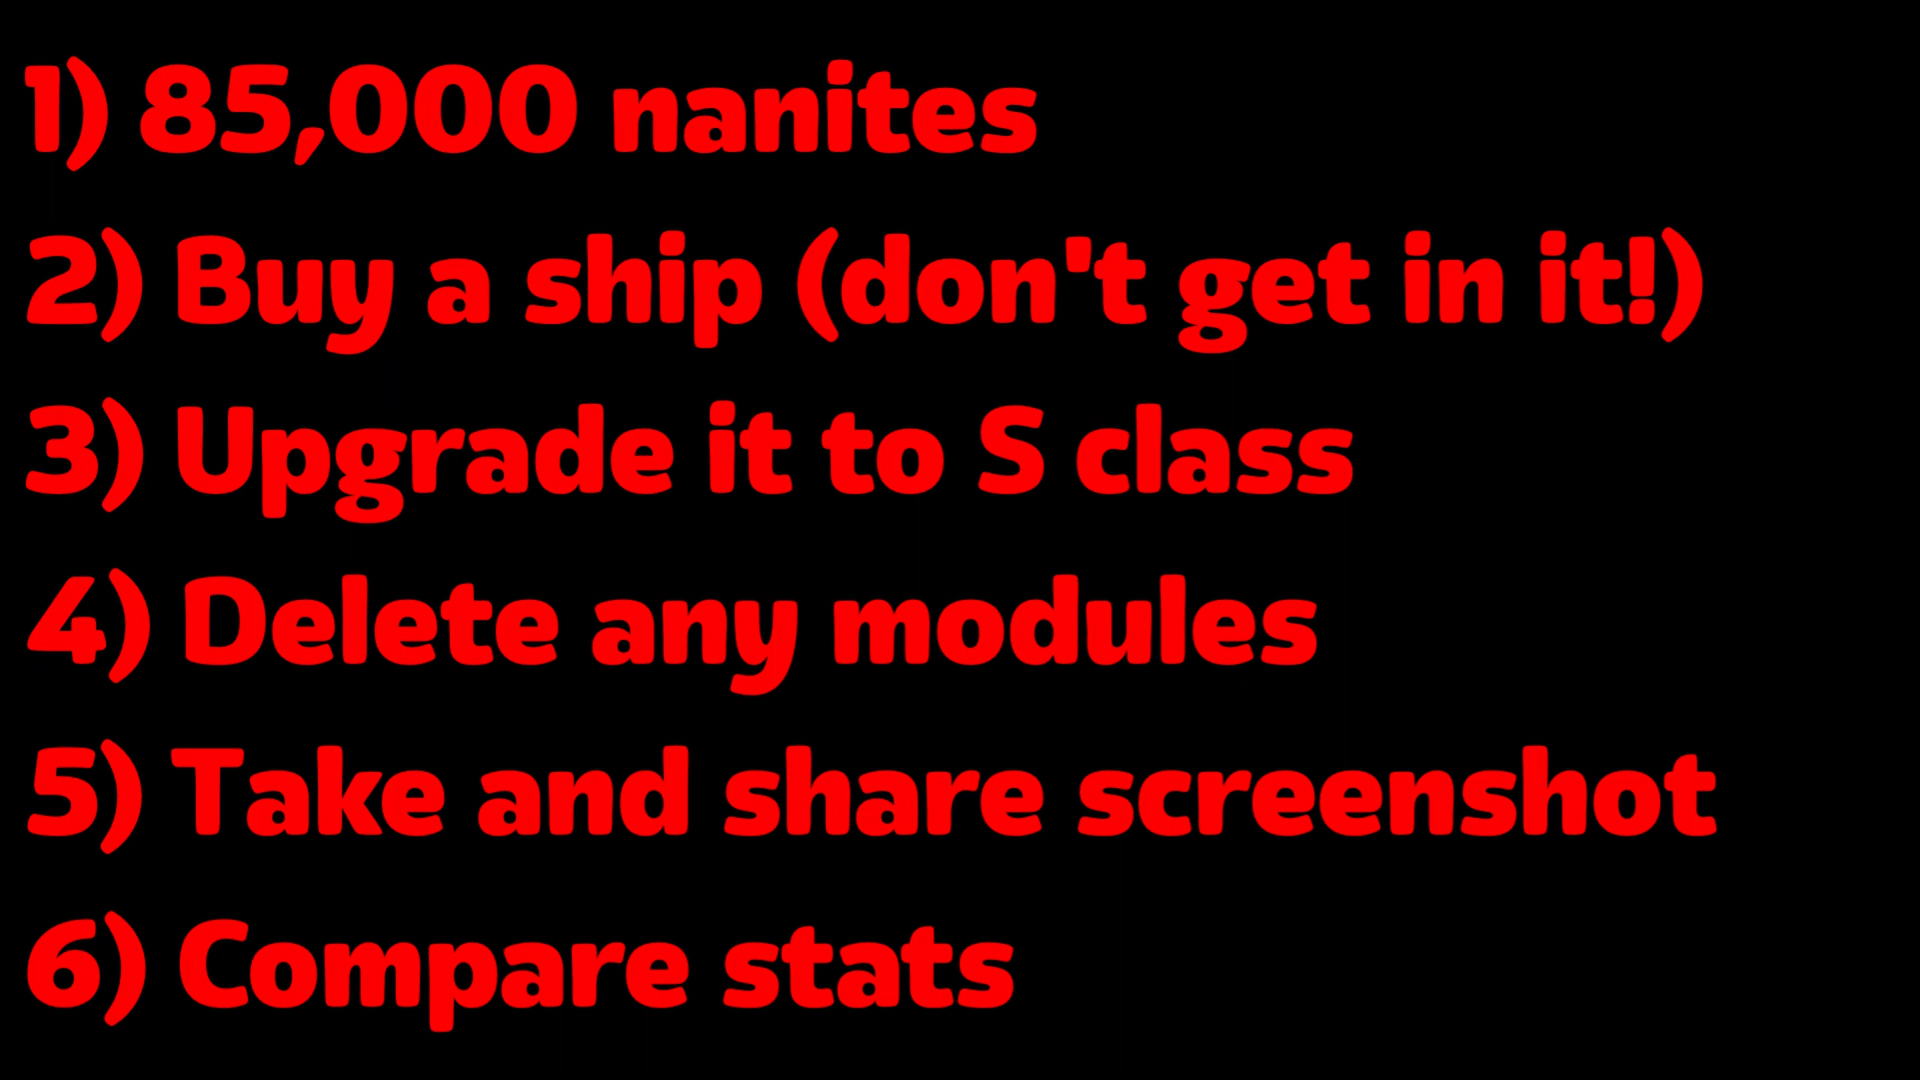 1) 85,000 nanites
2) Buy a ship (don't get in it!)
3) Upgrade it to S class
4) Delete any modules
5) Take and share screenshot
6) Compare stats